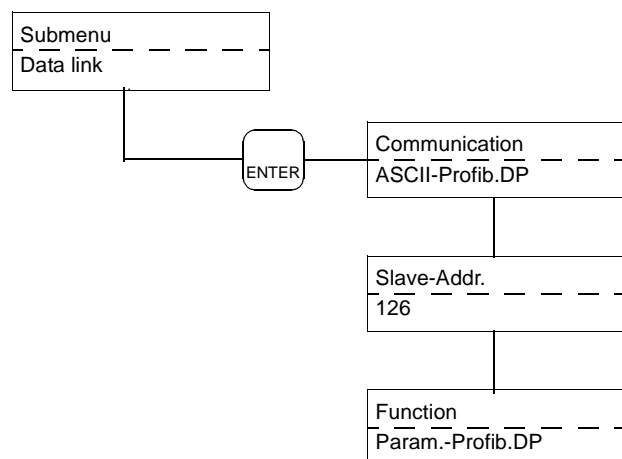 Submenu
Data link
ENTER
Communication
ASCII-Profib.DP
Slave-Addr.
126
Function
Param.-Profib.DP